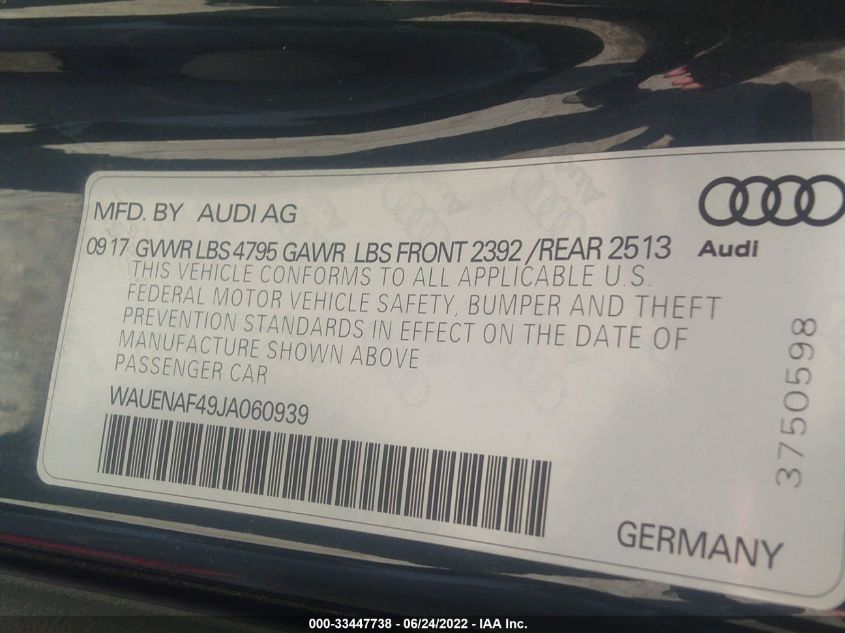 MFD. BY AUDI AG
09 17 GVWR LBS 4795 GAWR LBS FRONT 2392 /REAR 2513
THIS VEHICLE CONFORMS TO ALL APPLICABLE U.S.
FEDERAL MOTOR VEHICLE SAFETY, BUMPER AND THEFT
PREVENTION STANDARDS IN EFFECT ON THE DATE OF
MANUFACTURE SHOWN ABOVE
PASSENGER CAR
WAUENAF49JA060939
Audi
3750598
GERMANY
000-33447738 - 06/24/2022 - IAA Inc.